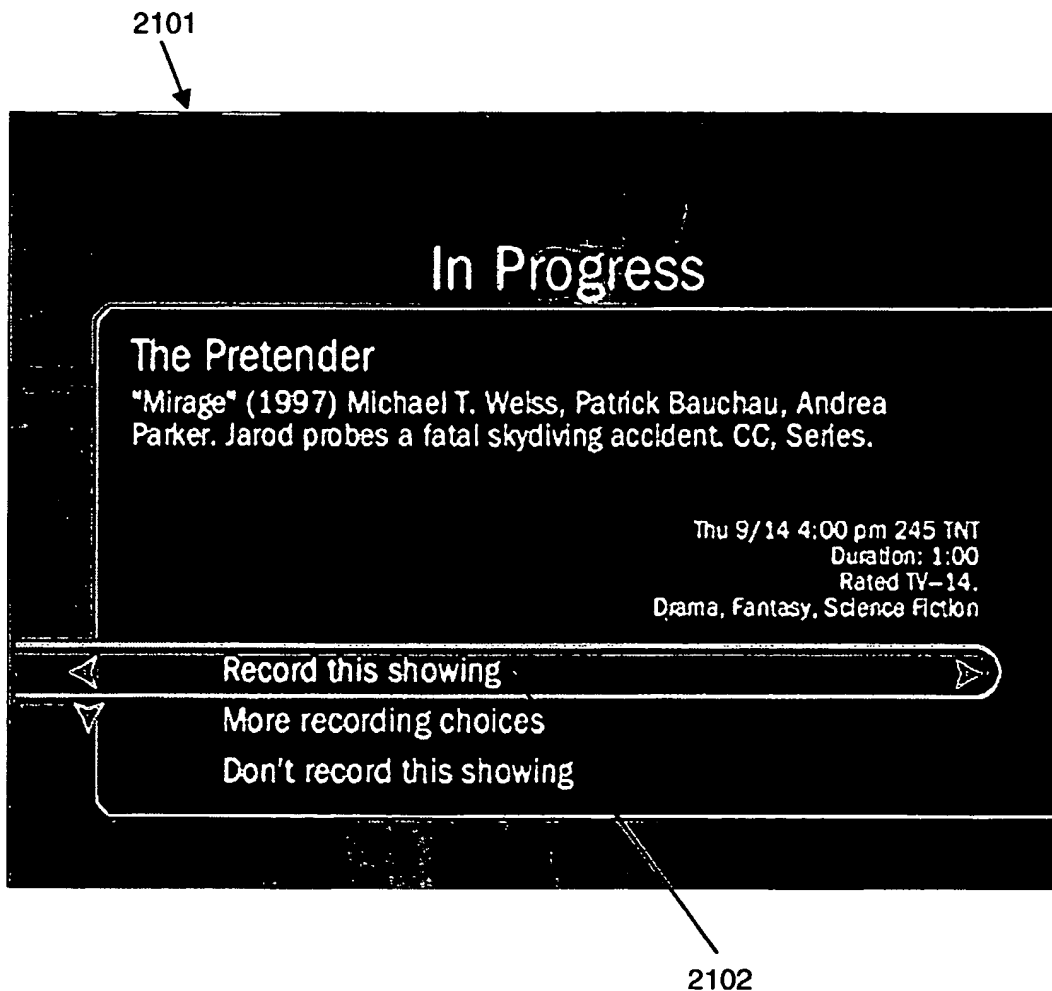 2101
In Progress
The Pretender
"Mirage" (1997) Michael T. Weiss, Patrick Bauchau, Andrea
Parker. Jarod probes a fatal skydiving accident. CC, Series.
Thu 9/14 4:00 pm 245 TNT
Duration: 1:00
Rated TV-14.
Drama, Fantasy, Science Fiction
Record this showing
More recording choices
Don't record this showing
2102